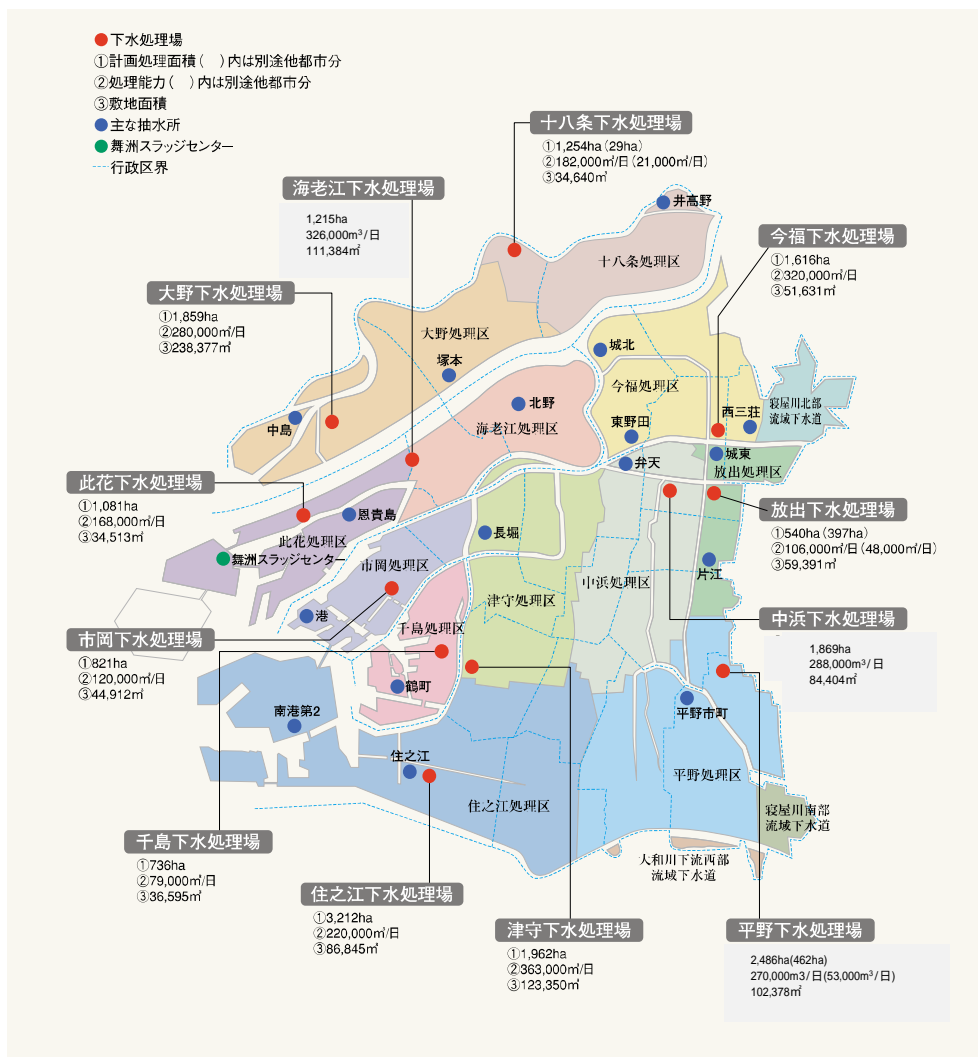 下水処理場
①計画処理面積(　)内は別途他都市分
②処理能力(　)内は別途他都市分
③敷地面積
主な抽水所
舞洲スラッジセンター
行政区界
十八条下水処理場
①1,254ha(29ha)
②182,000㎥/日(21,000㎥/日)
③34,640㎡
海老江下水処理場
1,215ha
326,000m³/日
111,384㎡
今福下水処理場
①1,616ha
②320,000㎥/日
③51,631㎡
大野下水処理場
①1,859ha
②280,000㎥/日
③238,377㎡
井高野
十八条処理区
大野処理区
塚本
城北
今福処理区
寝屋川北部
流域下水道
北野
西三荘
中島
東野田
海老江処理区
弁天
城東
放出処理区
此花下水処理場
①1,081ha
②168,000㎥/日
③34,513㎡
恩貴島
此花処理区
舞洲スラッジセンター
長堀
放出下水処理場
①540ha(397ha)
②106,000㎥/日(48,000㎥/日)
③59,391㎡
市岡処理区
片江
中浜処理区
津守処理区
港
千島処理区
中浜下水処理場
1,869ha
288,000m³/日
84,404㎡
市岡下水処理場
①821ha
②120,000㎥/日
③44,912㎡
鶴町
南港第2
平野市町
住之江
平野処理区
住之江処理区
寝屋川南部
流域下水道
大和川下流西部
流域下水道
千島下水処理場
①736ha
②79,000㎥/日
③36,595㎡
住之江下水処理場
①3,212ha
②220,000㎥/日
③86,845㎡
津守下水処理場
①1,962ha
②363,000㎥/日
③123,350㎡
平野下水処理場
2,486ha(462ha)
270,000m3/日(53,000m³/日)
102,378㎡